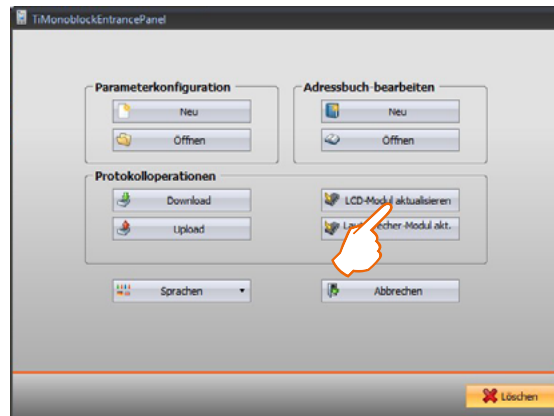 TiMonoblockEntrancePanel
Parameterkonfiguration
Neu
Öffnen
Adressbuch-bearbeiten
Neu
Öffnen
Protokolloperationen
Download
Upload
LCD-Modul aktualisieren
akt.
Sprachen
Abbrechen
Löschen